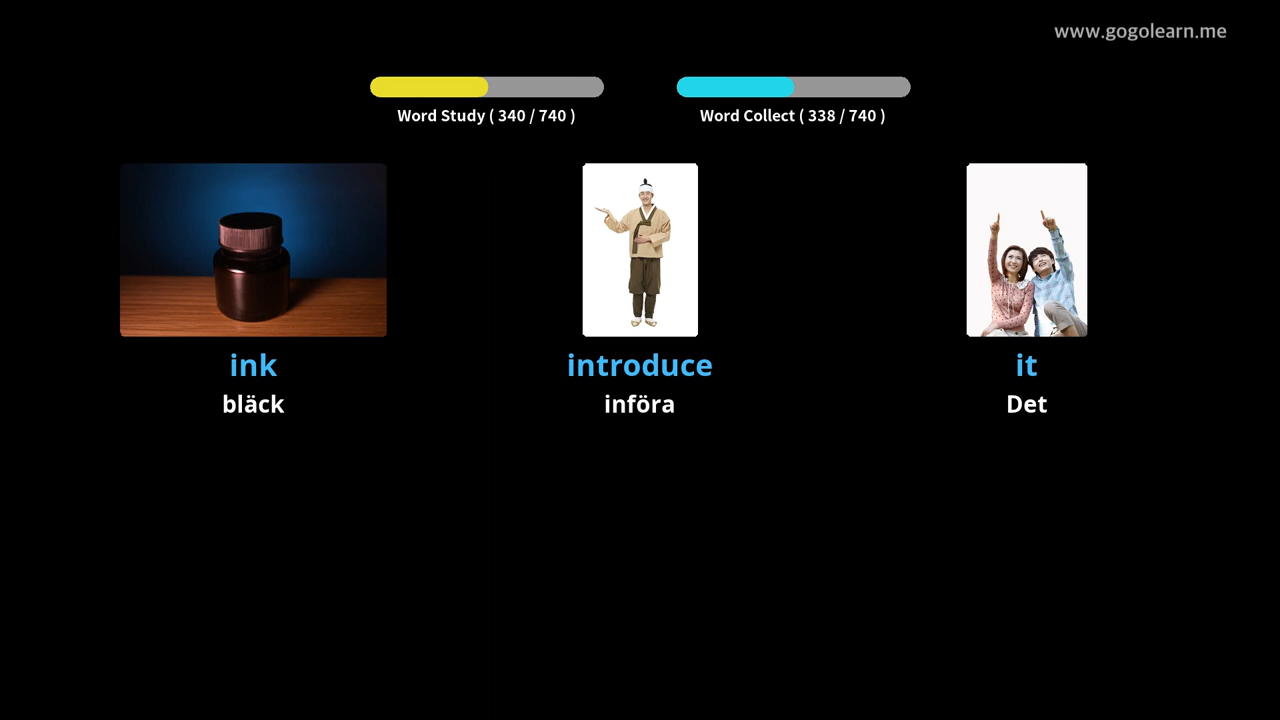 www.gogolearn.me
Word Study ( 340 / 740 )
Word Collect ( 338 / 740 )
ink
introduce
it
bläck
införa
Det